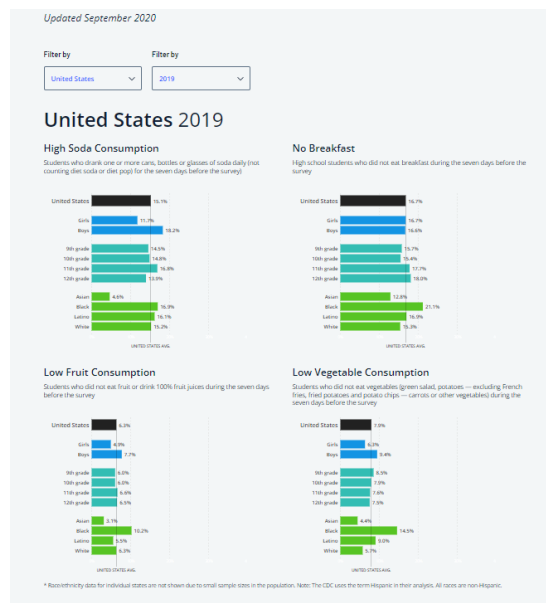 Updated September 2020
Filter by
Filter by
United States
2019
United States 2019
High Soda Consumption
Students who drank one or more cans, bottles or glasses of soda daily (not
counting diet soda or diet pop) for the seven days before the survey)
United States 15.1%
Girls 11.7%
Boys 18.2%
9th grade 14.5%
10th grade 14.8%
11th grade 16.8%
12th grade
Asian 4.6%
Black 16.9%
Latino 16.1%
White 15.2%
UNITED STATES AVG.
No Breakfast
High school students who did not eat breakfast during the seven days before the
survey
United States 16.7%
Girls 16.7%
Boys 16.6%
9th grade 15.7%
10th grade 16.4%
11th grade 17.7%
12th grade 18.0%
Asian 12.8%
Black 21.1%
Latino 16.9%
White 15.3%
UNITED STATES AVG.
Low Fruit Consumption
Students who did not eat fruit or drink 100% fruit juices during the seven days
before the survey
United States 6.3%
Girls 4.9%
Boys 7.7%
9th grade 6.0%
10th grade 6.0%
11th grade 6.6%
12th grade 6.5%
Asian 3.1%
Black 10.2%
Latino 5.5%
White 6.3%
UNITED STATES AVG.
Low Vegetable Consumption
Students who did not eat vegetables (green salad, potatoes — excluding French
fries, fried potatoes and potato chips — carrots or other vegetables) during the
seven days before the survey
United States 7.9%
Girls 6.3%
Boys 9.4%
9th grade 8.5%
10th grade 7.9%
11th grade 7.6%
12th grade
Asian 4.4%
Black 14.5%
Latino 9.0%
White 5.7%
UNITED STATES AVG.
* Race/ethnicity data for individual states are not shown due to small sample sites in the population. Note: The CDC uses the term Hispanic in their analysis. All races are non-Hispanic.